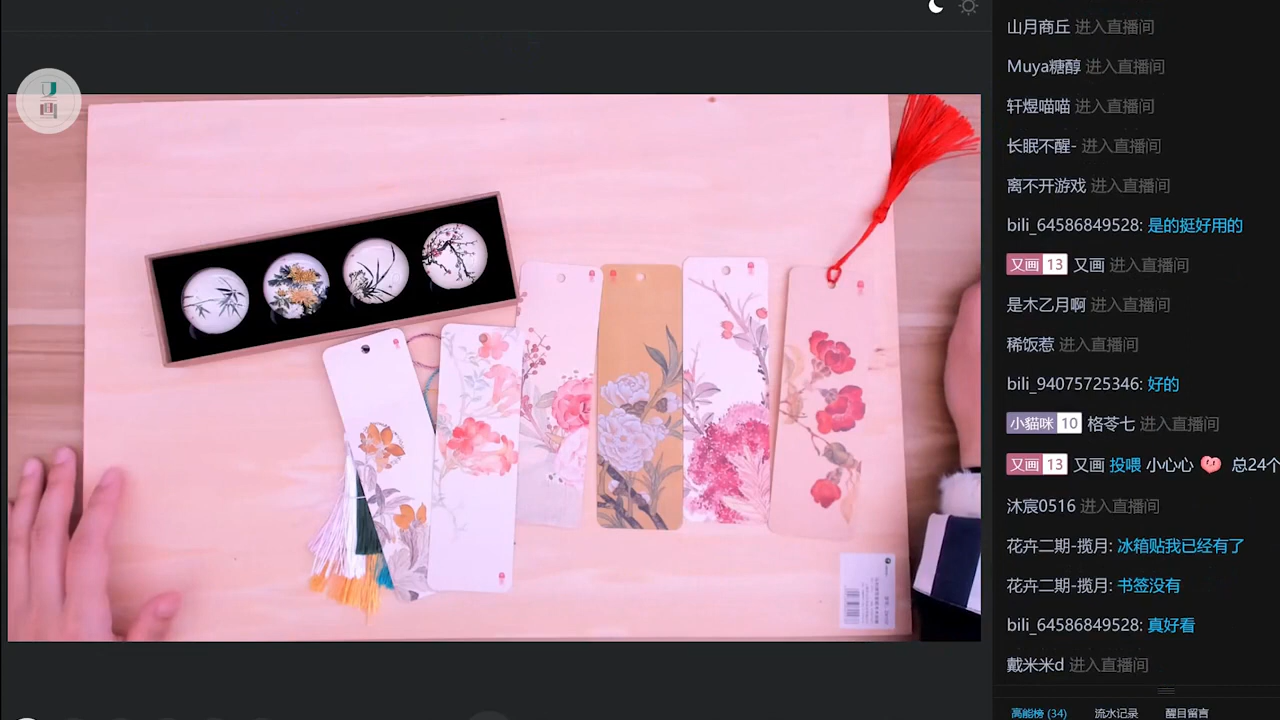 又
画
山月商丘 进入直播间
Muya糖醇 进入直播间
轩煜喵喵 进入直播间
长眠不醒- 进入直播间
离不开游戏 进入直播间
bili_64586849528: 是的挺好用的
又画 13 又画 进入直播间
是木乙月啊 进入直播间
稀饭惹 进入直播间
bili_94075725346: 好的
小貓咪 10 格苓七 进入直播间
又画 13 又画 投喂 小心心 总24个
沐宸0516 进入直播间
花卉二期-揽月: 冰箱贴我已经有了
花卉二期-揽月: 书签没有
bili_64586849528: 真好看
戴米米d 进入直播间
高能榜 (34) 流水记录 醒目留言